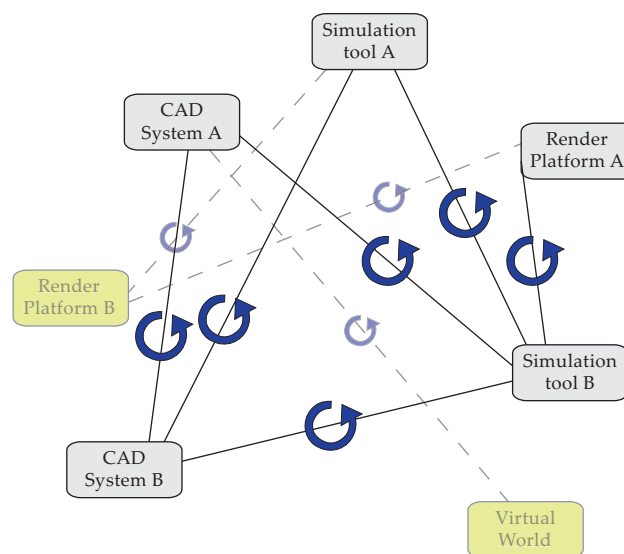 Simulation
tool A
CAD
System A
Render
Platform A
Render
Platform B
Simulation
tool B
CAD
System B
Virtual
World